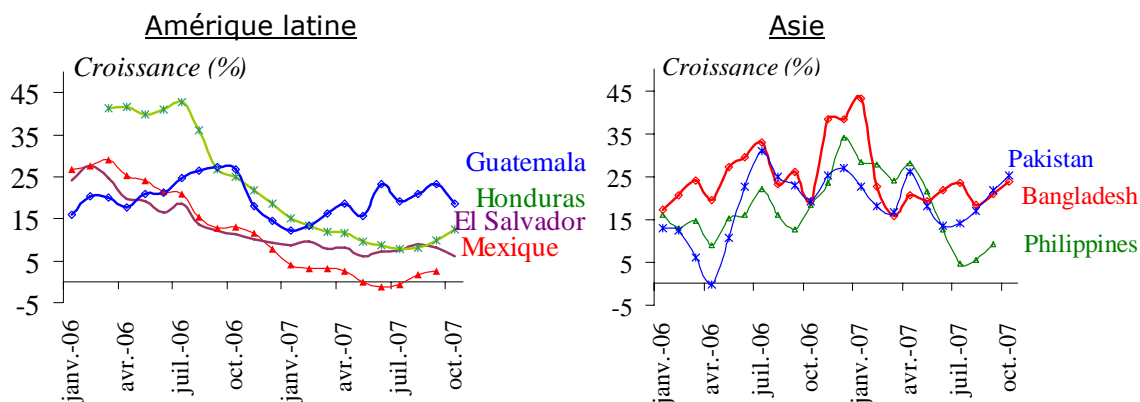 Amérique latine
Croissance (%)
45
35
25
15
5
-5
Guatemala
Honduras
El Salvador
Mexique
janv.-06
avr.-06
juil.-06
oct.-06
janv.-07
avr.-07
juil.-07
oct.-07
Asie
Croissance (%)
45
35
25
15
5
-5
Pakistan
Bangladesh
Philippines
janv.-06
avr.-06
juil.-06
oct.-06
janv.-07
avr.-07
juil.-07
oct.-07